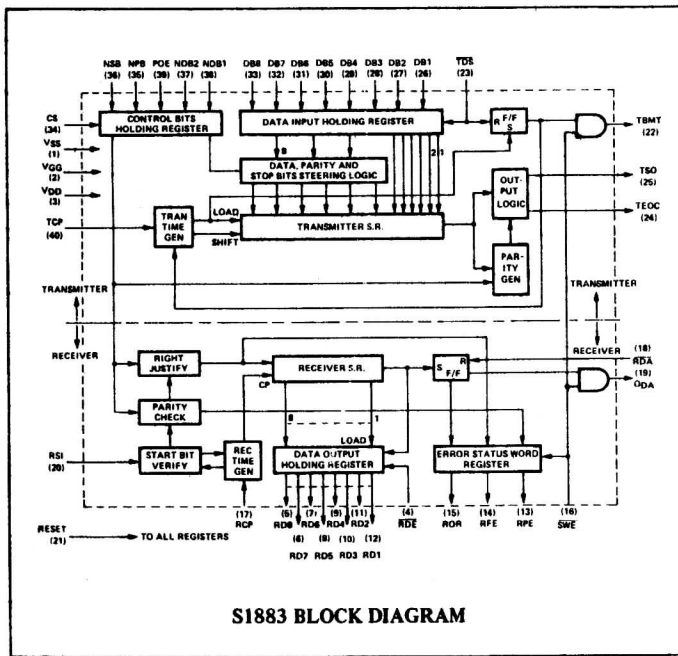 NSB NPB POE NDB2 NDB1 DB8 DB7 DB6 DB5 DB4 DB3 DB2 DB1 TDS
(36) (35) (39) (37) (38) (33) (32) (31) (30) (29) (28) (27) (26) (23)
CS
(34)
CONTROL BITS
HOLDING REGISTER
DATA INPUT HOLDING REGISTER
R F/F
S
TBMT
(22)
VSS
(1)
VGG
(2)
VDD
(3)
8
2 1
DATA, PARITY AND
STOP BITS STEERING LOGIC
OUT-
PUT
LOGIC
TSO
(25)
TEOC
(24)
TCP
(40)
TRAN
TIME
GEN
LOAD
SHIFT
TRANSMITTER S.R.
PAR-
ITY
GEN
TRANSMITTER
RECEIVER
TRANSMITTER
RECEIVER
RIGHT
JUSTIFY
CP
RECEIVER S.R.
S R
F/F
(18)
RDA
(19)
ODA
PARITY
CHECK
8
1
RSI
(20)
START BIT
VERIFY
REC
TIME
GEN
LOAD
DATA OUTPUT
HOLDING REGISTER
ERROR STATUS WORD
REGISTER
(17)
RCP
(5) (7) (9) (11)
RD8 RD6 RD4 RD2
(6) (8) (10) (12)
RD7 RD5 RD3 RD1
(4)
RDE
(15)
ROR
(14)
RFE
(13)
RPE
(16)
SWE
RESET
(21)
TO ALL REGISTERS
S1883 BLOCK DIAGRAM